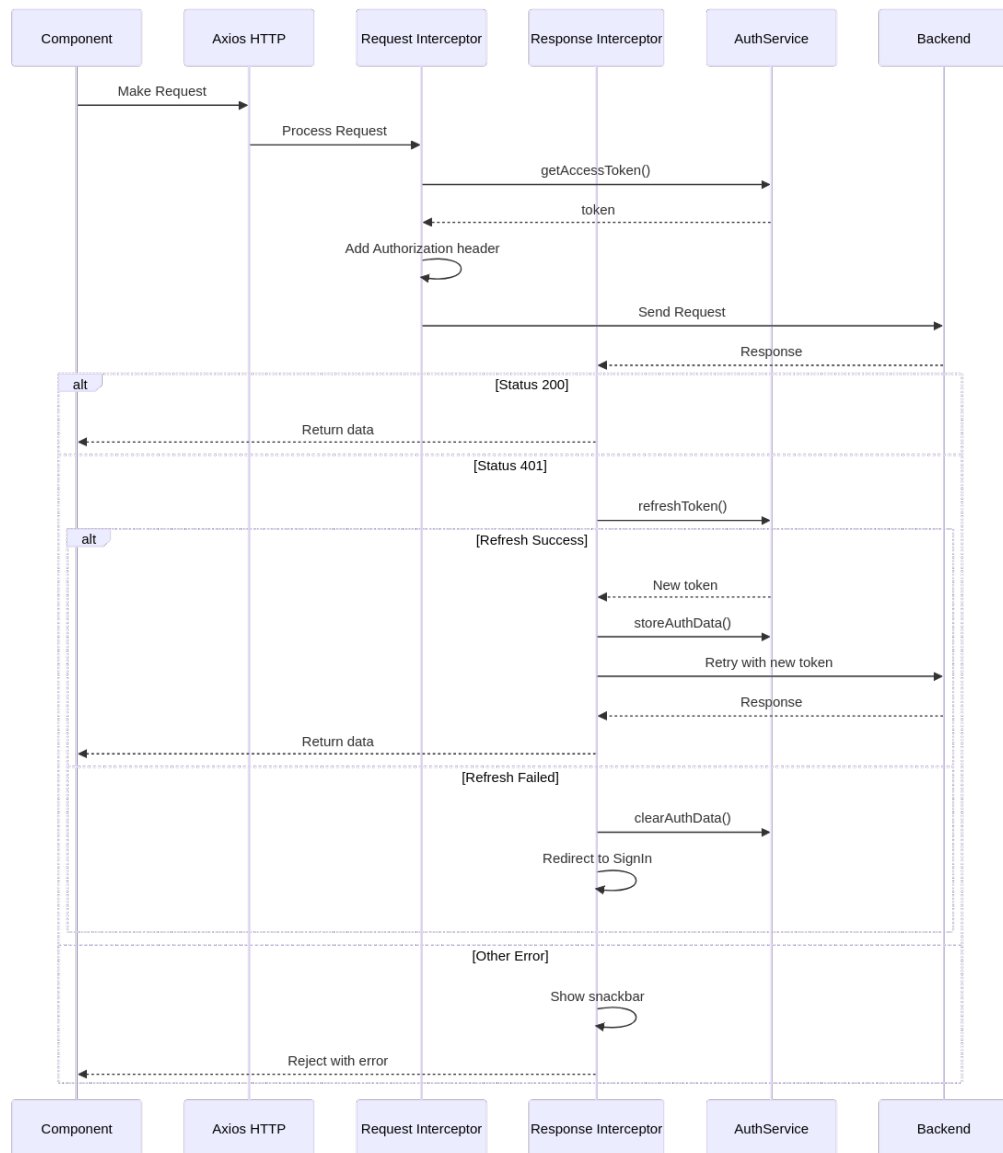 Component
Axios HTTP
Request Interceptor
Response Interceptor
AuthService
Backend
Make Request
Process Request
getAccessToken()
token
Add Authorization header
Send Request
Response
alt
[Status 200]
Return data
[Status 401]
refreshToken()
alt
[Refresh Success]
New token
storeAuthData()
Retry with new token
Response
Return data
[Refresh Failed]
clearAuthData()
Redirect to SignIn
[Other Error]
Show snackbar
Reject with error
Component
Axios HTTP
Request Interceptor
Response Interceptor
AuthService
Backend